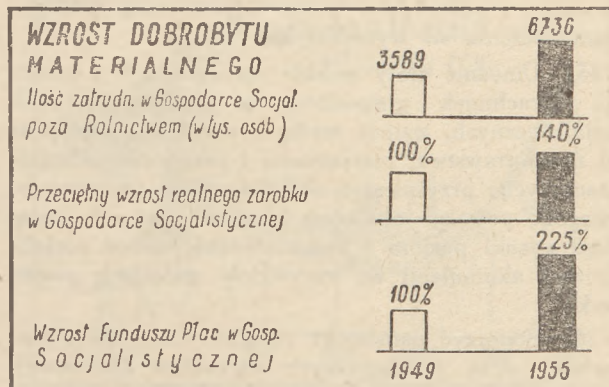 WZROST DOBROBYTU
MATERIALNEGO
Ilość zatrudn. w Gospodarce Socjal.
poza Rolnictwem (w tys. osób)
3589
6736
Przeciętny wzrost realnego zarobku
w Gospodarce Socjalistycznej
100%
140%
Wzrost Funduszu Płac w Gosp.
Socjalistycznej
100%
225%
1949
1955